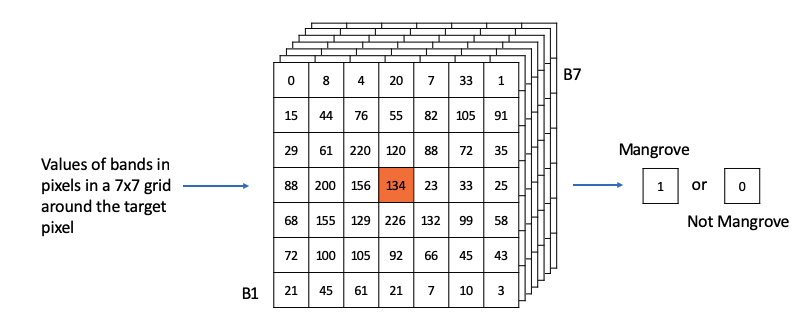 Values of bands in
pixels in a 7x7 grid
around the target
pixel
B1
0 8 4 20 7 33 1
15 44 76 55 82 105 91
29 61 220 120 88 72 35
88 200 156 134 23 33 25
68 155 129 226 132 99 58
72 100 105 92 66 45 43
21 45 61 21 7 10 3
B7
Mangrove
1 or 0
Not Mangrove